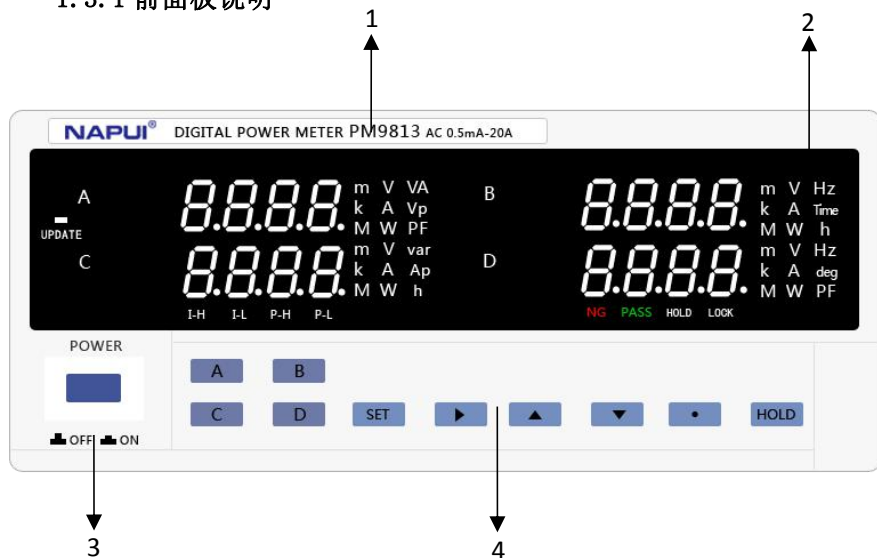 1.3.1 前面板说明
1 2
NAPUI® DIGITAL POWER METER PM9813 AC 0.5mA-20A
A 8.8.8.8. m V VA B 8.8.8.8. m V Hz
k A Vp k A Time
UPDATE M W PF M W h
C 8.8.8.8. m V var D 8.8.8.8. m V Hz
k A Ap k A deg
M W h M W PF
I-H I-L P-H P-L NG PASS HOLD LOCK
POWER
A B
C D SET ▶ ▲ ▼ • HOLD
OFF ON
3 4